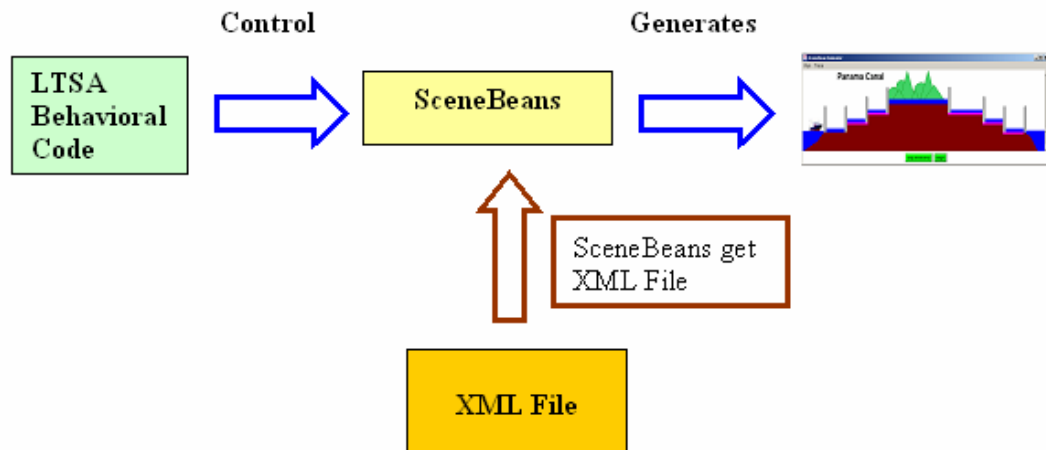 Control
Generates
LTSA
Behavioral
Code
SceneBeans
Panama Canal
SceneBeans get
XML File
XML File